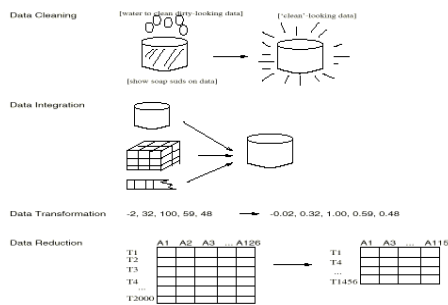 Data Cleaning
[water to clean dirty-looking data]
['clean'-looking data]
[show soap suds on data]
Data Integration
Data Transformation
-2, 32, 100, 59, 48
-0.02, 0.32, 1.00, 0.59, 0.48
Data Reduction
A1 A2 A3 ... A126
T1
T2
T3
T4
...
T2000
A1 A3 ... A115
T1
T4
...
T1456